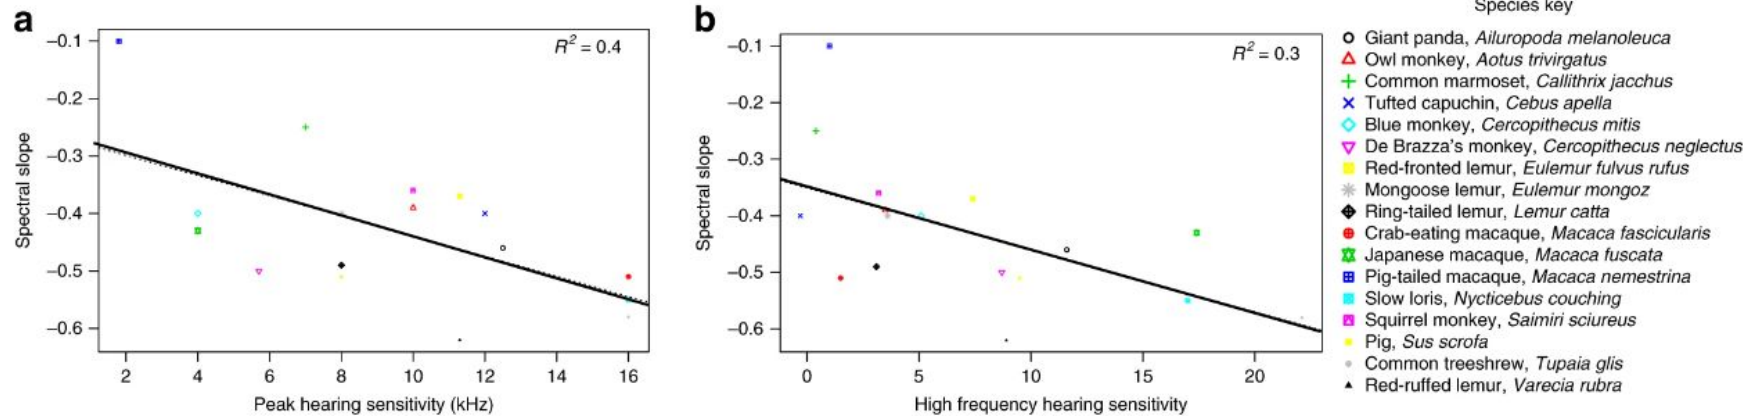 a
R² = 0.4
−0.1
−0.2
−0.3
−0.4
−0.5
−0.6
Spectral slope
2 4 6 8 10 12 14 16
Peak hearing sensitivity (kHz)
b
R² = 0.3
−0.1
−0.2
−0.3
−0.4
−0.5
−0.6
Spectral slope
0 5 10 15 20
High frequency hearing sensitivity
Species key
Giant panda, Ailuropoda melanoleuca
Owl monkey, Aotus trivirgatus
Common marmoset, Callithrix jacchus
Tufted capuchin, Cebus apella
Blue monkey, Cercopithecus mitis
De Brazza's monkey, Cercopithecus neglectus
Red-fronted lemur, Eulemur fulvus rufus
Mongoose lemur, Eulemur mongoz
Ring-tailed lemur, Lemur catta
Crab-eating macaque, Macaca fascicularis
Japanese macaque, Macaca fuscata
Pig-tailed macaque, Macaca nemestrina
Slow loris, Nycticebus couching
Squirrel monkey, Saimiri sciureus
Pig, Sus scrofa
Common treeshrew, Tupaia glis
Red-ruffed lemur, Varecia rubra